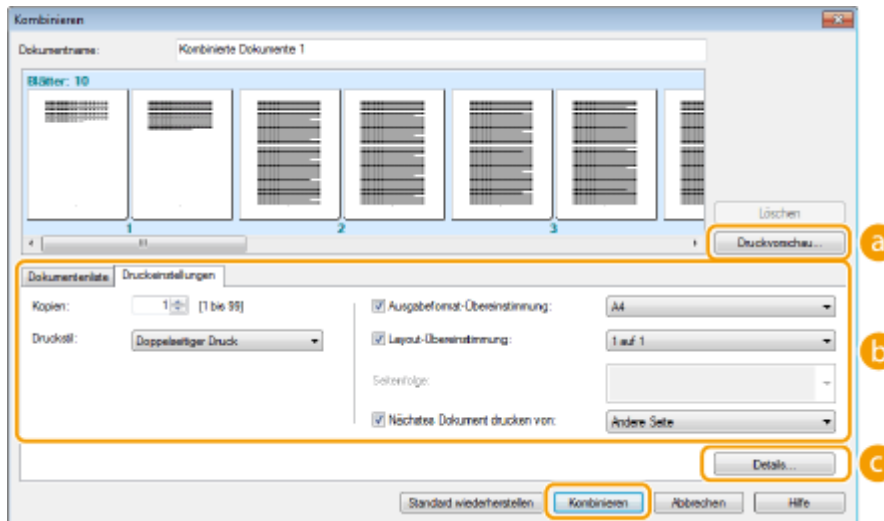 Kombinieren
Dokumentname: Kombinierte Dokumente 1
Blätter: 10
1 2 3
Löschen
Druckvorschau... a
Dokumentenliste Druckeinstellungen
Kopien: 1 [1 bis 99] Ausgabeformat-Übereinstimmung: A4
Druckstil: Doppelseitiger Druck Layout-Übereinstimmung: 1 auf 1 b
Seitenfolge:
Nächstes Dokument drucken von: Andere Seite
Details... c
Standard wiederherstellen Kombinieren Abbrechen Hilfe